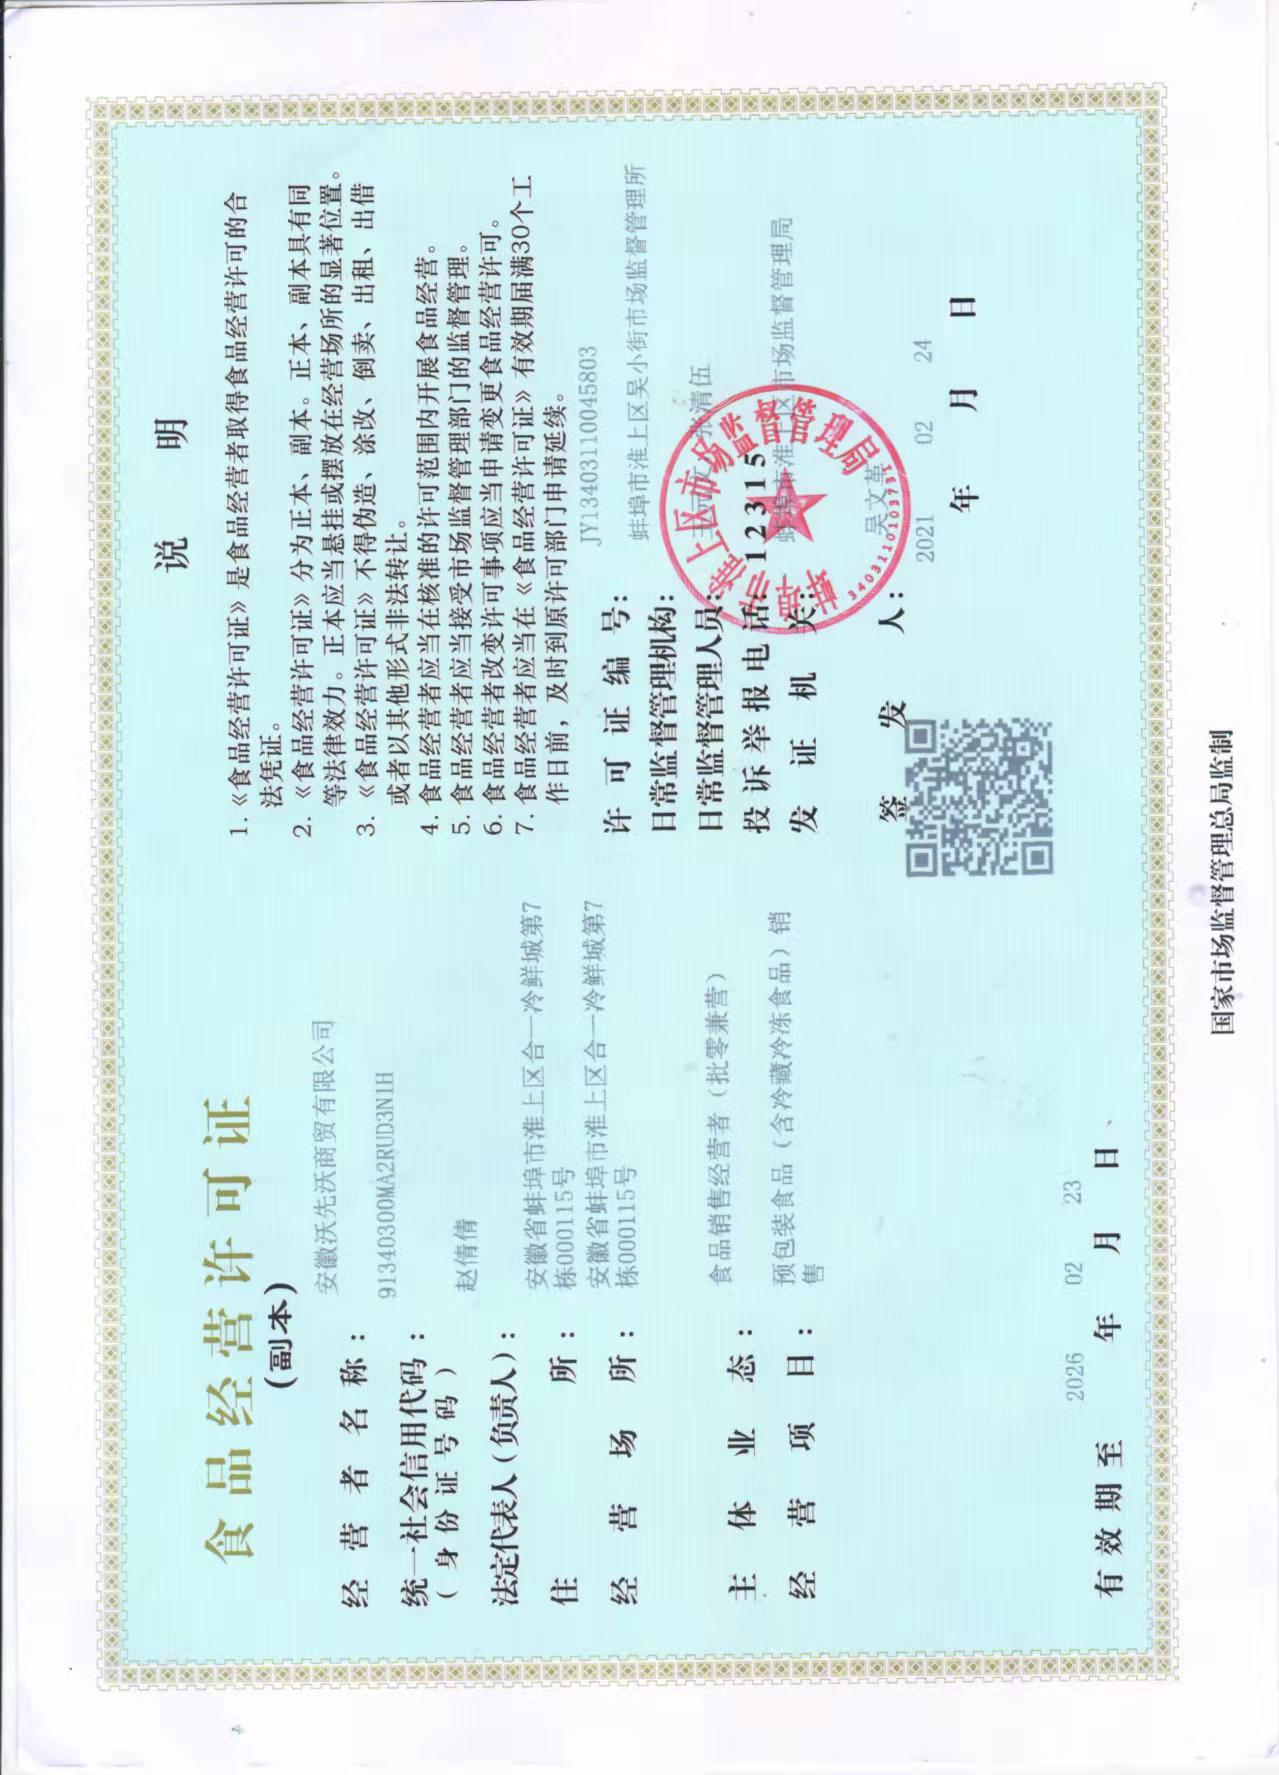 食品经营许可证
(副本)
经营者名称：安徽沃先沃商贸有限公司
统一社会信用代码：91340300MA2RUD3N1H
(身份证号码)
法定代表人(负责人)：赵倩倩
住所：安徽省蚌埠市淮上区合一冷鲜城第7
栋000115号
经营场所：安徽省蚌埠市淮上区合一冷鲜城第7
栋000115号
主体业态：食品销售经营者（批零兼营）
经营项目：预包装食品（含冷藏冷冻食品）销
售
有效期至 2026 年 02 月 23 日
说明
1.《食品经营许可证》是食品经营者取得食品经营许可的合
法凭证。
2.《食品经营许可证》分为正本、副本。正本、副本具有同
等法律效力。正本应当悬挂或摆放在经营场所的显著位置。
3.《食品经营许可证》不得伪造、涂改、倒卖、出租、出借
或者以其他形式非法转让。
4.食品经营者应当在核准的许可范围内开展食品经营。
5.食品经营者应当接受市场监督管理部门的监督管理。
6.食品经营者改变许可事项应当申请变更食品经营许可。
7.食品经营者应当在《食品经营许可证》有效期届满30个工
作日前，及时到原许可部门申请延续。
许可证编号：JY13403110045803
日常监督管理机构：蚌埠市淮上区吴小街市场监督管理所
日常监督管理人员：张清伍
投诉举报电话：12315
发证机关：蚌埠市淮上区市场监督管理局
签发人：吴文革
2021 年 02 月 24 日
蚌埠市淮上区市场监督管理局
国家市场监督管理总局监制